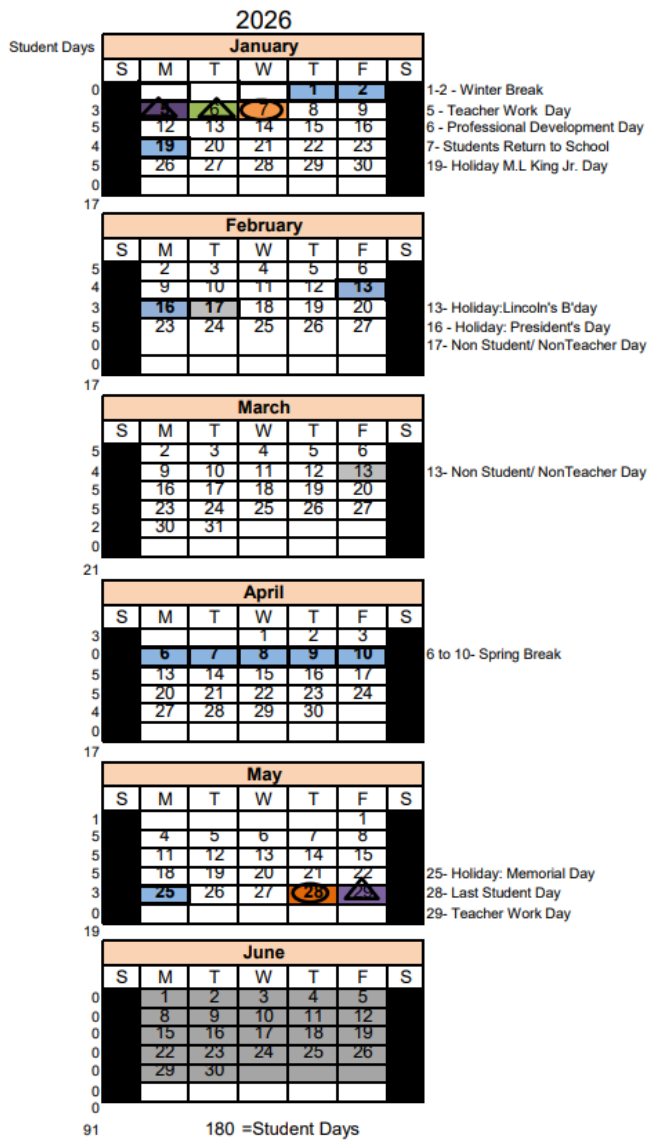 2026
Student Days January
S M T W T F S
0 1 2 1-2 - Winter Break
3 5 6 7 8 9 5 - Teacher Work Day
5 12 13 14 15 16 6 - Professional Development Day
4 19 20 21 22 23 7- Students Return to School
5 26 27 28 29 30 19- Holiday M.L King Jr. Day
0
17
February
S M T W T F S
5 2 3 4 5 6
4 9 10 11 12 13
3 16 17 18 19 20 13- Holiday:Lincoln's B'day
5 23 24 25 26 27 16 - Holiday: President's Day
0 17- Non Student/ NonTeacher Day
0
17
March
S M T W T F S
5 2 3 4 5 6
4 9 10 11 12 13 13- Non Student/ NonTeacher Day
5 16 17 18 19 20
5 23 24 25 26 27
2 30 31
0
21
April
S M T W T F S
3 1 2 3
0 6 7 8 9 10 6 to 10- Spring Break
5 13 14 15 16 17
5 20 21 22 23 24
4 27 28 29 30
0
17
May
S M T W T F S
1 1
5 4 5 6 7 8
5 11 12 13 14 15
5 18 19 20 21 22 25- Holiday: Memorial Day
3 25 26 27 28 29 28- Last Student Day
0 29- Teacher Work Day
19
June
S M T W T F S
0 1 2 3 4 5
0 8 9 10 11 12
0 15 16 17 18 19
0 22 23 24 25 26
0 29 30
0
0
91 180 =Student Days